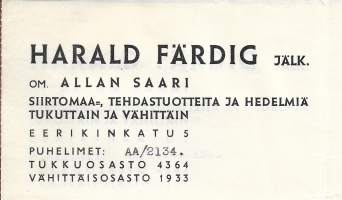 HARALD FÄRDIG JÄLK.
OM. ALLAN SAARI
SIIRTOMAA=, TEHDASTUOTTEITA JA HEDELMIÄ
TUKUTTAIN JA VÄHITTÄIN
EERIKINKATU 5
PUHELIMET: AA/2134.
TUKKUOSASTO 4364
VÄHITTÄISOSASTO 1933